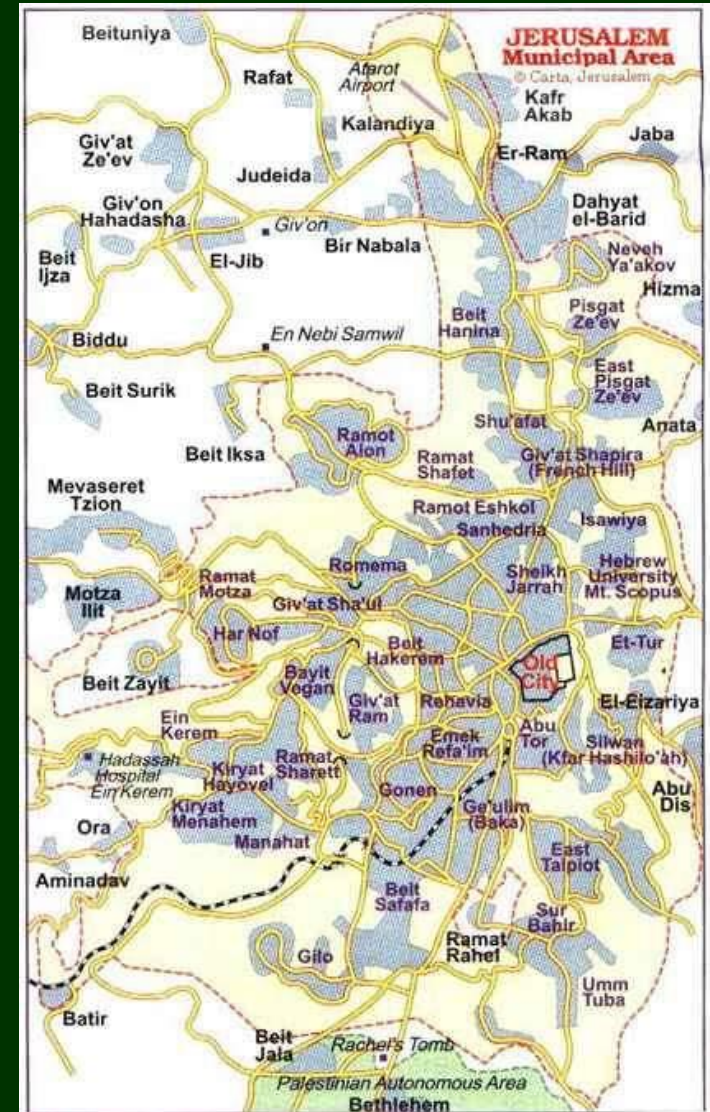 JERUSALEM
Municipal Area
© Carta, Jerusalem
Beituniya
Rafat
Atarot
Airport
Kafr
Akab
Kalandiya
Jaba
Giv'at
Ze'ev
Er-Ram
Judeida
Giv'on
Hahadasha
Dahyat
el-Barid
Giv'on
Bir Nabala
Beit
Ijza
El-Jib
Neveh
Ya'akov
Hizma
Beit
Hanina
Pisgat
Ze'ev
Biddu
En Nebi Samwil
East
Pisgat
Ze'ev
Beit Surik
Shu'afat
Anata
Ramot
Alon
Beit Iksa
Ramat
Shafet
Giv'at Shapira
(French Hill)
Mevaseret
Tzion
Ramot Eshkol
Sanhedria
Isawiya
Romema
Sheikh
Jarrah
Hebrew
University
Mt. Scopus
Ramat
Motza
Motza
Ilit
Giv'at Sha'ul
Har Nof
Beit
Hakerem
Et-Tur
Old
City
Beit Zayit
Bayit
Vegan
Giv'at
Ram
Rehavia
El-Eizariya
Ein
Kerem
Abu
Tor
Silwan
(Kfar Hashilo'ah)
Emek
Refa'im
Hadassah
Hospital
Ein Kerem
Kiryat
Hayovel
Ramat
Sharett
Gonen
Abu
Dis
Kiryat
Menahem
Ge'ulim
(Baka)
Ora
Manahat
East
Talpiot
Aminadav
Beit
Safafa
Sur
Bahir
Ramat
Rahel
Gilo
Umm
Tuba
Batir
Beit
Jala
Rachel's Tomb
Palestinian Autonomous Area
Bethlehem